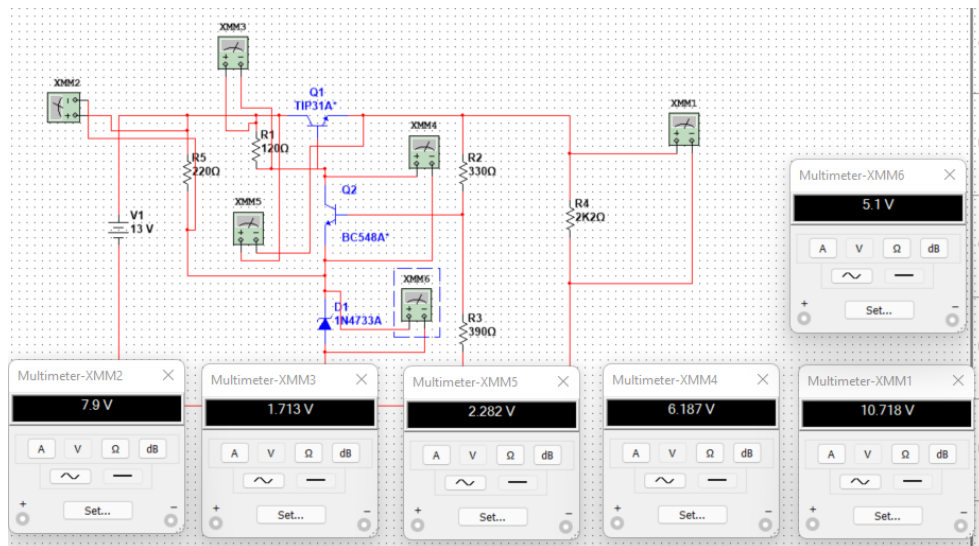 XMM3
XMM2
Q1
TIP31A*
XMM1
XMM4
R1
120Ω
R5
220Ω
R2
330Ω
Q2
XMM5
R4
2K2Ω
V1
13 V
BC548A*
XMM6
D1
1N4733A
R3
390Ω
Multimeter-XMM6
5.1 V
A V Ω dB
+ Set... -
Multimeter-XMM2
7.9 V
A V Ω dB
+ Set... -
Multimeter-XMM3
1.713 V
A V Ω dB
+ Set... -
Multimeter-XMM5
2.282 V
A V Ω dB
+ Set... -
Multimeter-XMM4
6.187 V
A V Ω dB
+ Set... -
Multimeter-XMM1
10.718 V
A V Ω dB
+ Set... -